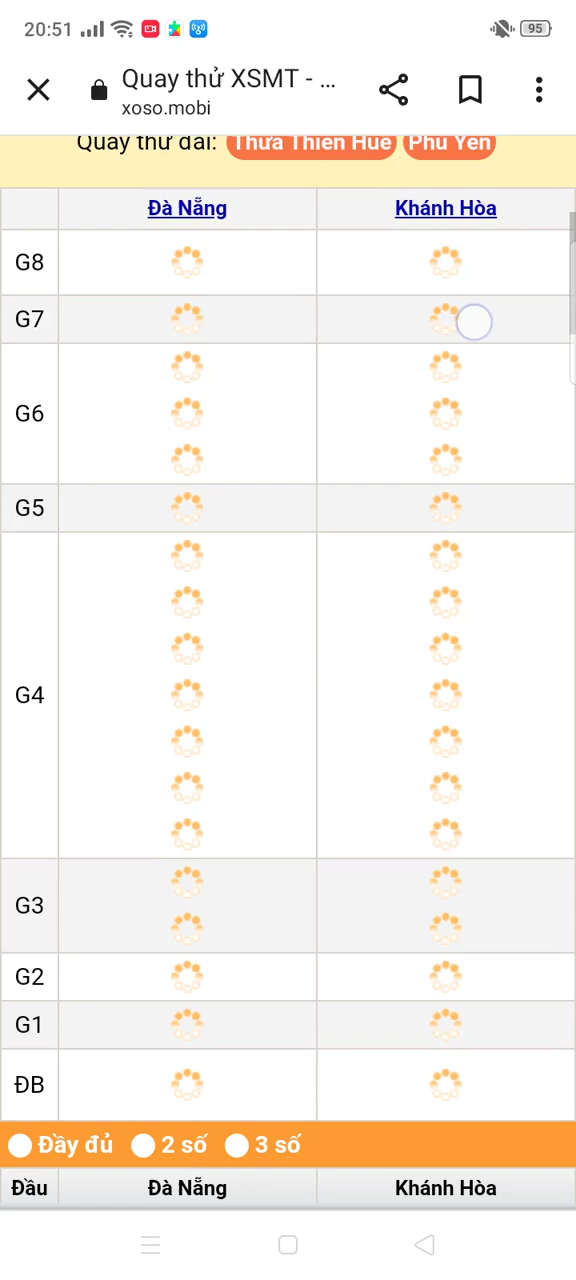 20:51 95
Quay thử XSMT - ...
xoso.mobi
Quay thử đài: Thừa Thiên Huế Phú Yên
Đà Nẵng Khánh Hòa
G8
G7
G6
G5
G4
G3
G2
G1
ĐB
Đầy đủ 2 số 3 số
Đầu Đà Nẵng Khánh Hòa